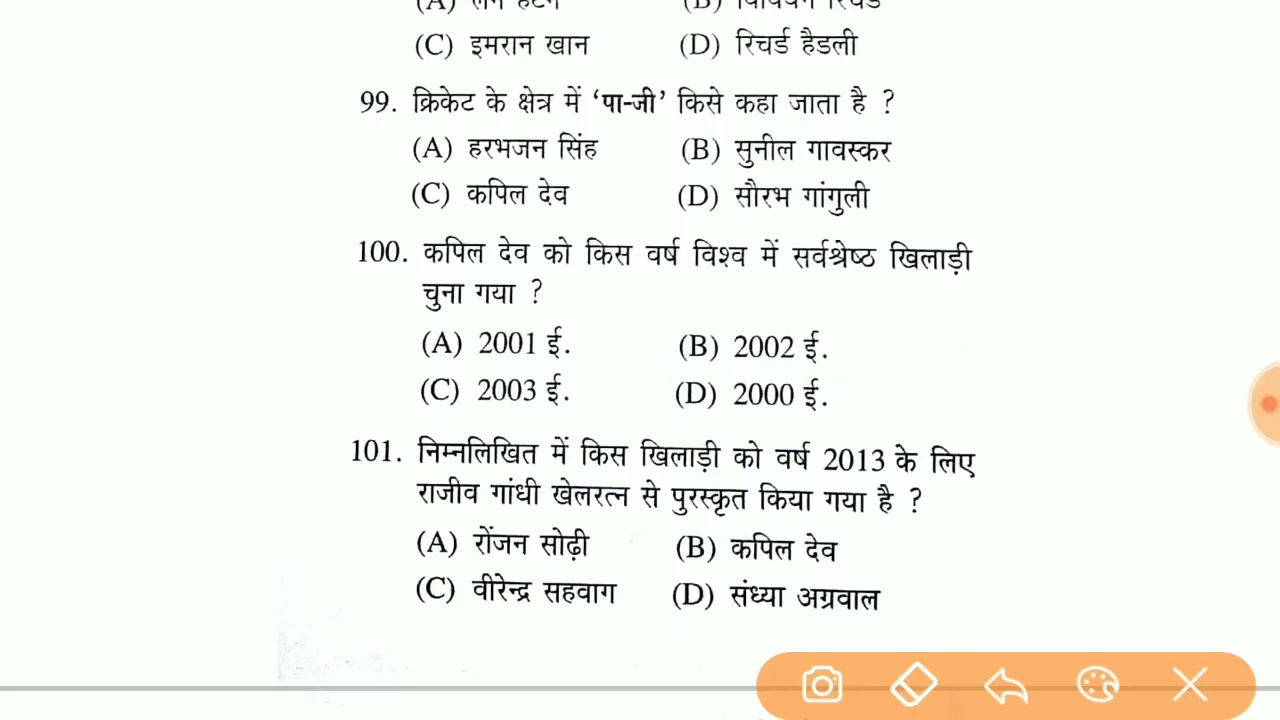 (C) इमरान खान (D) रिचर्ड हैडली
99. क्रिकेट के क्षेत्र में ‘पा-जी’ किसे कहा जाता है ?
(A) हरभजन सिंह (B) सुनील गावस्कर
(C) कपिल देव (D) सौरभ गांगुली
100. कपिल देव को किस वर्ष विश्व में सर्वश्रेष्ठ खिलाड़ी
चुना गया ?
(A) 2001 ई. (B) 2002 ई.
(C) 2003 ई. (D) 2000 ई.
101. निम्नलिखित में किस खिलाड़ी को वर्ष 2013 के लिए
राजीव गांधी खेलरत्न से पुरस्कृत किया गया है ?
(A) रोंजन सोढ़ी (B) कपिल देव
(C) वीरेन्द्र सहवाग (D) संध्या अग्रवाल